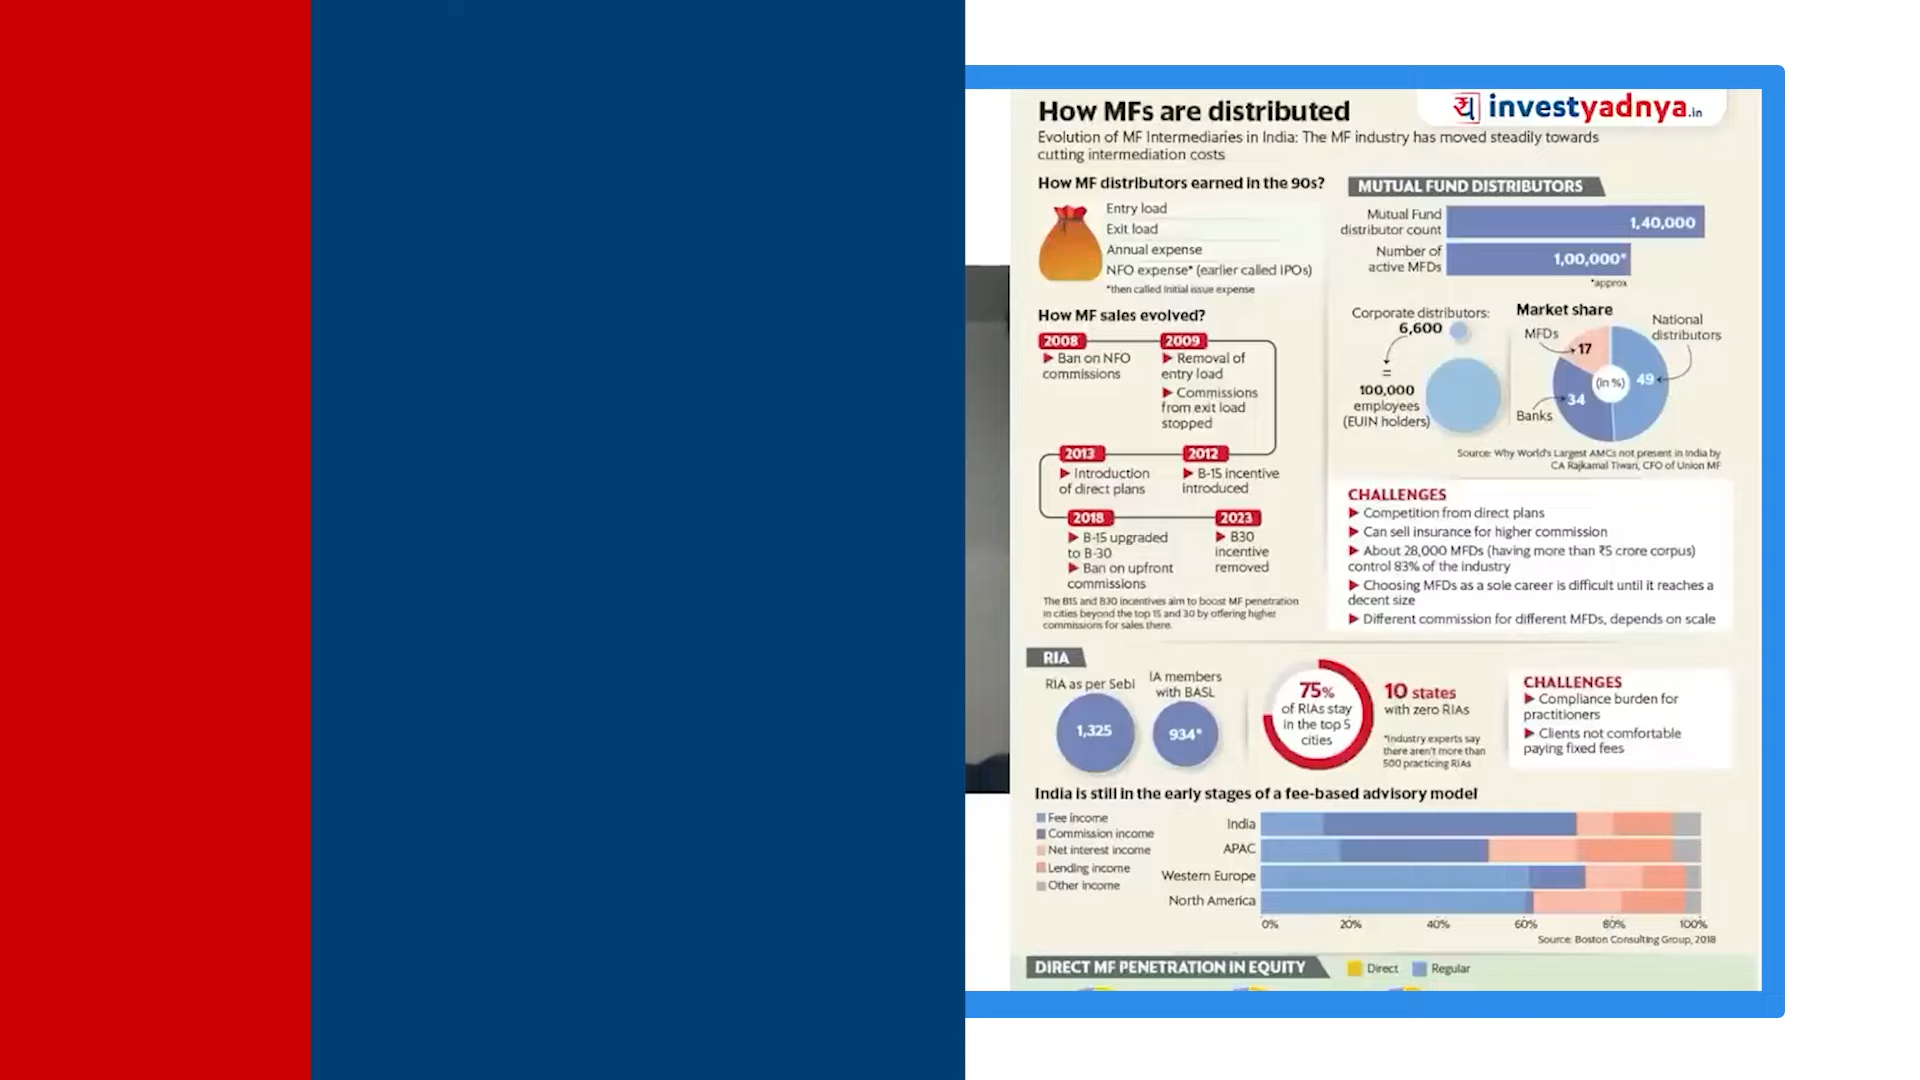 How MFs are distributed
यु investyadnya.in
Evolution of MF Intermediaries in India: The MF industry has moved steadily towards
cutting intermediation costs
How MF distributors earned in the 90s?
Entry load
Exit load
Annual expense
NFO expense* (earlier called IPOs)
*then called Initial issue expense
How MF sales evolved?
2008
▶ Ban on NFO
commissions
2009
▶ Removal of
entry load
▶ Commissions
from exit load
stopped
2013
▶ Introduction
of direct plans
2012
▶ B-15 incentive
introduced
2018
▶ B-15 upgraded
to B-30
▶ Ban on upfront
commissions
2023
▶ B30
incentive
removed
The B15 and B30 incentives aim to boost MF penetration
in cities beyond the top 15 and 30 by offering higher
commissions for sales there.
MUTUAL FUND DISTRIBUTORS
Mutual Fund
distributor count
1,40,000
Number of
active MFDs
1,00,000*
*approx
Corporate distributors:
6,600
=
100,000
employees
(EUIN holders)
Market share
MFDs
17
National
distributors
(in %)
49
34
Banks
Source: Why World's Largest AMCs not present in India by
CA Rajkamal Tiwari, CFO of Union MF
CHALLENGES
▶ Competition from direct plans
▶ Can sell insurance for higher commission
▶ About 28,000 MFDs (having more than ₹5 crore corpus)
control 83% of the industry
▶ Choosing MFDs as a sole career is difficult until it reaches a
decent size
▶ Different commission for different MFDs, depends on scale
RIA
RIA as per Sebi
1,325
IA members
with BASL
934*
75%
of RIAs stay
in the top 5
cities
10 states
with zero RIAs
*Industry experts say
there aren't more than
500 practicing RIAs
CHALLENGES
▶ Compliance burden for
practitioners
▶ Clients not comfortable
paying fixed fees
India is still in the early stages of a fee-based advisory model
Fee income
Commission income
Net interest income
Lending income
Other income
India
APAC
Western Europe
North America
0% 20% 40% 60% 80% 100%
Source: Boston Consulting Group, 2018
DIRECT MF PENETRATION IN EQUITY
Direct Regular